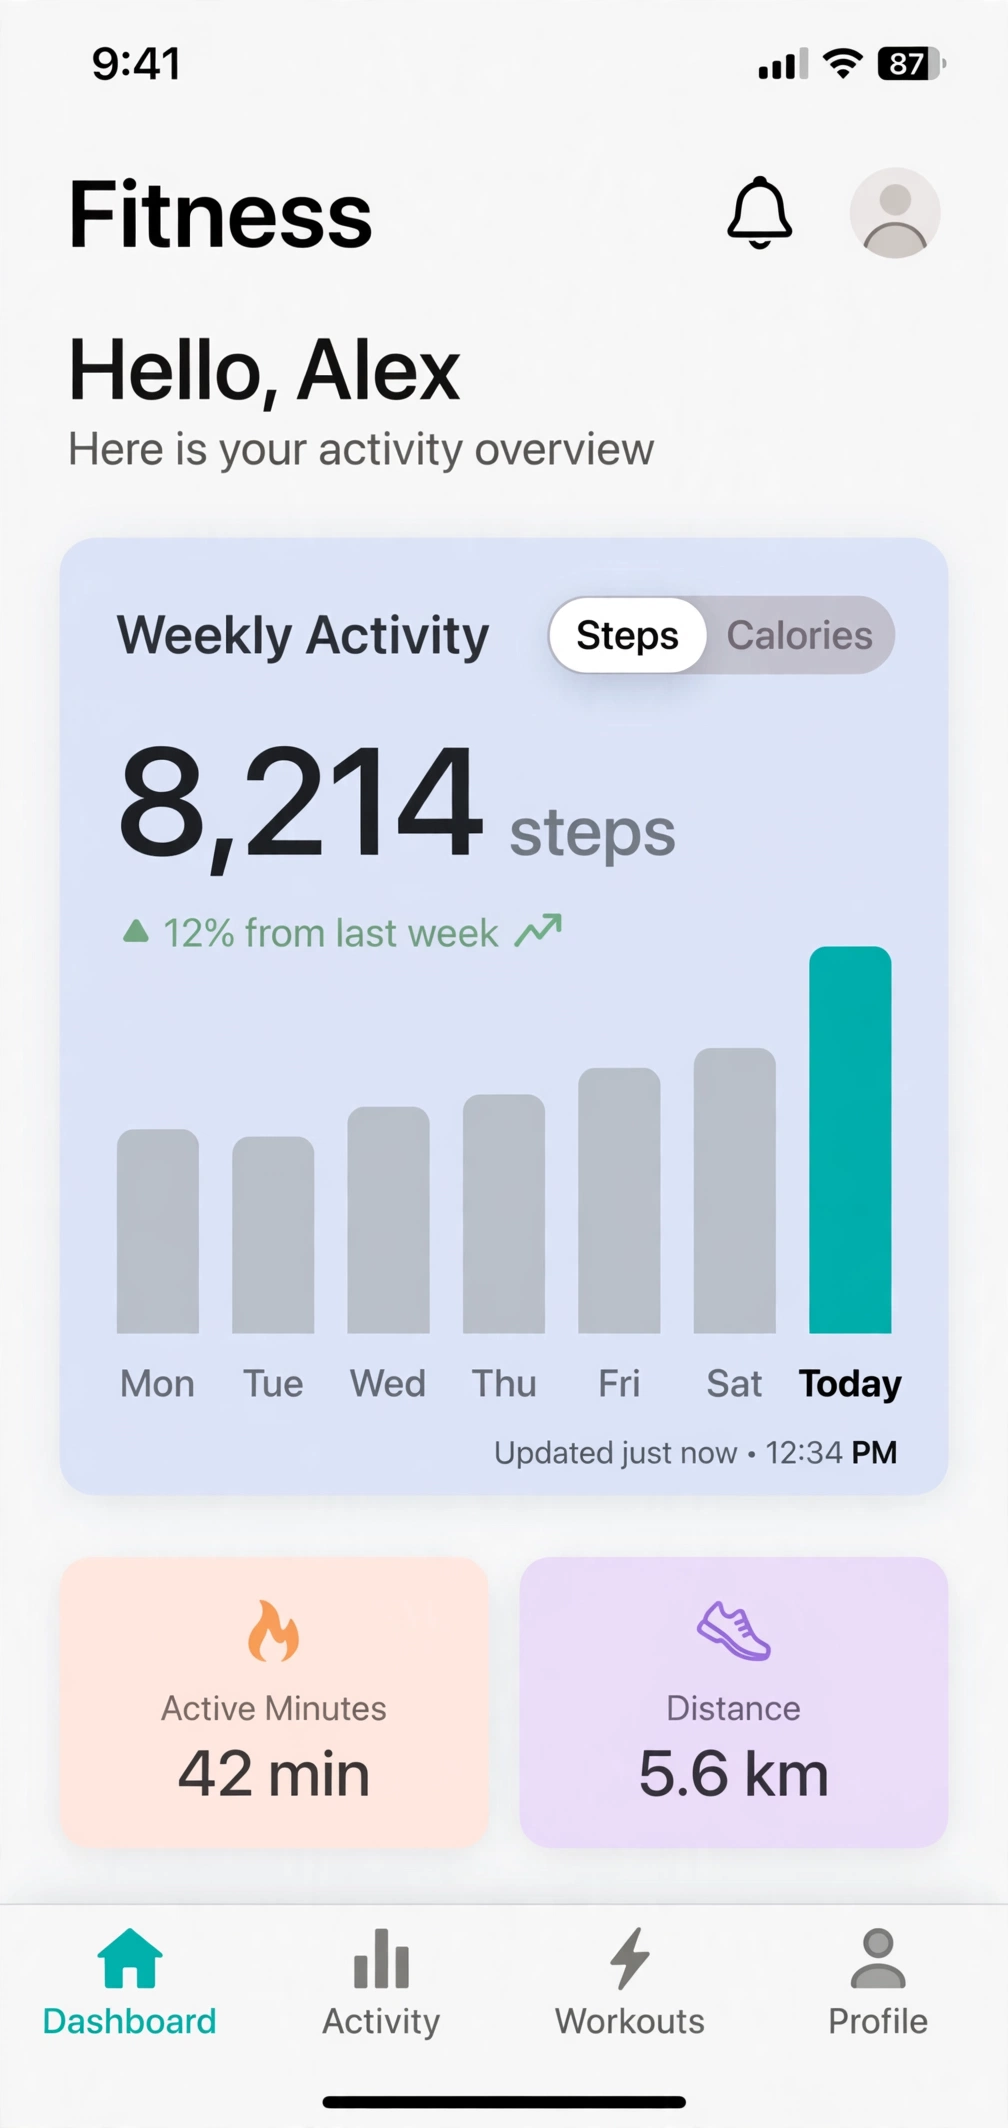 9:41
87
Fitness
Hello, Alex
Here is your activity overview
Weekly Activity
Steps Calories
8,214 steps
12% from last week
Mon Tue Wed Thu Fri Sat Today
Updated just now • 12:34 PM
Active Minutes
42 min
Distance
5.6 km
Dashboard Activity Workouts Profile